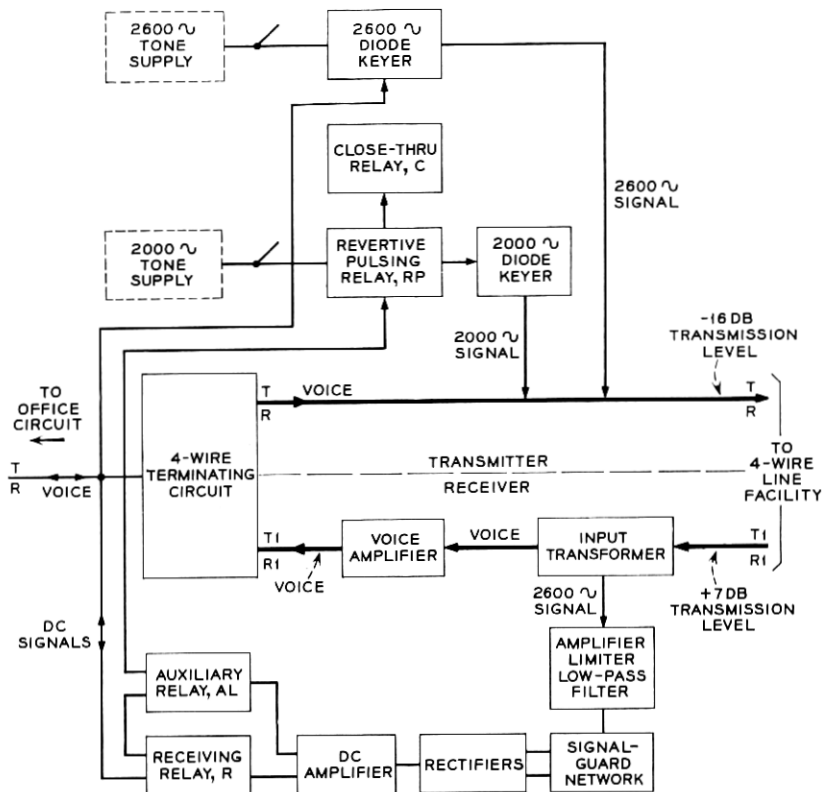 2600 ∿
TONE
SUPPLY
2600 ∿
DIODE
KEYER
CLOSE-THRU
RELAY, C
2600 ∿
SIGNAL
2000 ∿
TONE
SUPPLY
REVERTIVE
PULSING
RELAY, RP
2000 ∿
DIODE
KEYER
2000 ∿
SIGNAL
-16 DB
TRANSMISSION
LEVEL
TO
OFFICE
CIRCUIT
T
R
VOICE
4-WIRE
TERMINATING
CIRCUIT
T
R
VOICE
T
R
TRANSMITTER
RECEIVER
TO
4-WIRE
LINE
FACILITY
T1
R1
VOICE
VOICE
AMPLIFIER
VOICE
INPUT
TRANSFORMER
T1
R1
+7 DB
TRANSMISSION
LEVEL
2600 ∿
SIGNAL
DC
SIGNALS
AMPLIFIER
LIMITER
LOW-PASS
FILTER
AUXILIARY
RELAY, AL
RECEIVING
RELAY, R
DC
AMPLIFIER
RECTIFIERS
SIGNAL-
GUARD
NETWORK